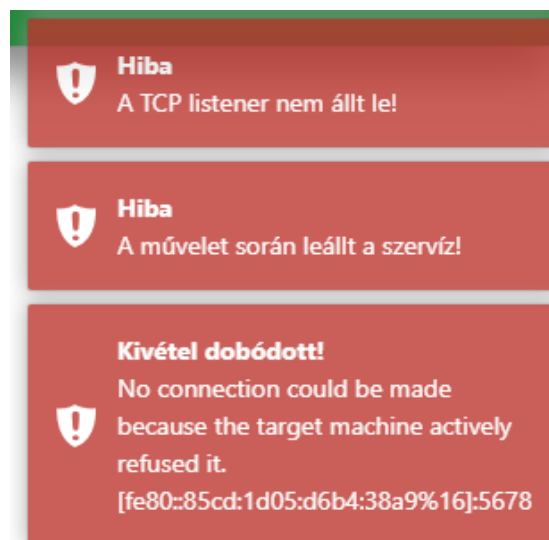 Hiba
A TCP listener nem állt le!
Hiba
A művelet során leállt a szervíz!
Kivétel dobódott!
No connection could be made
because the target machine actively
refused it.
[fe80::85cd:1d05:d6b4:38a9%16]:5678